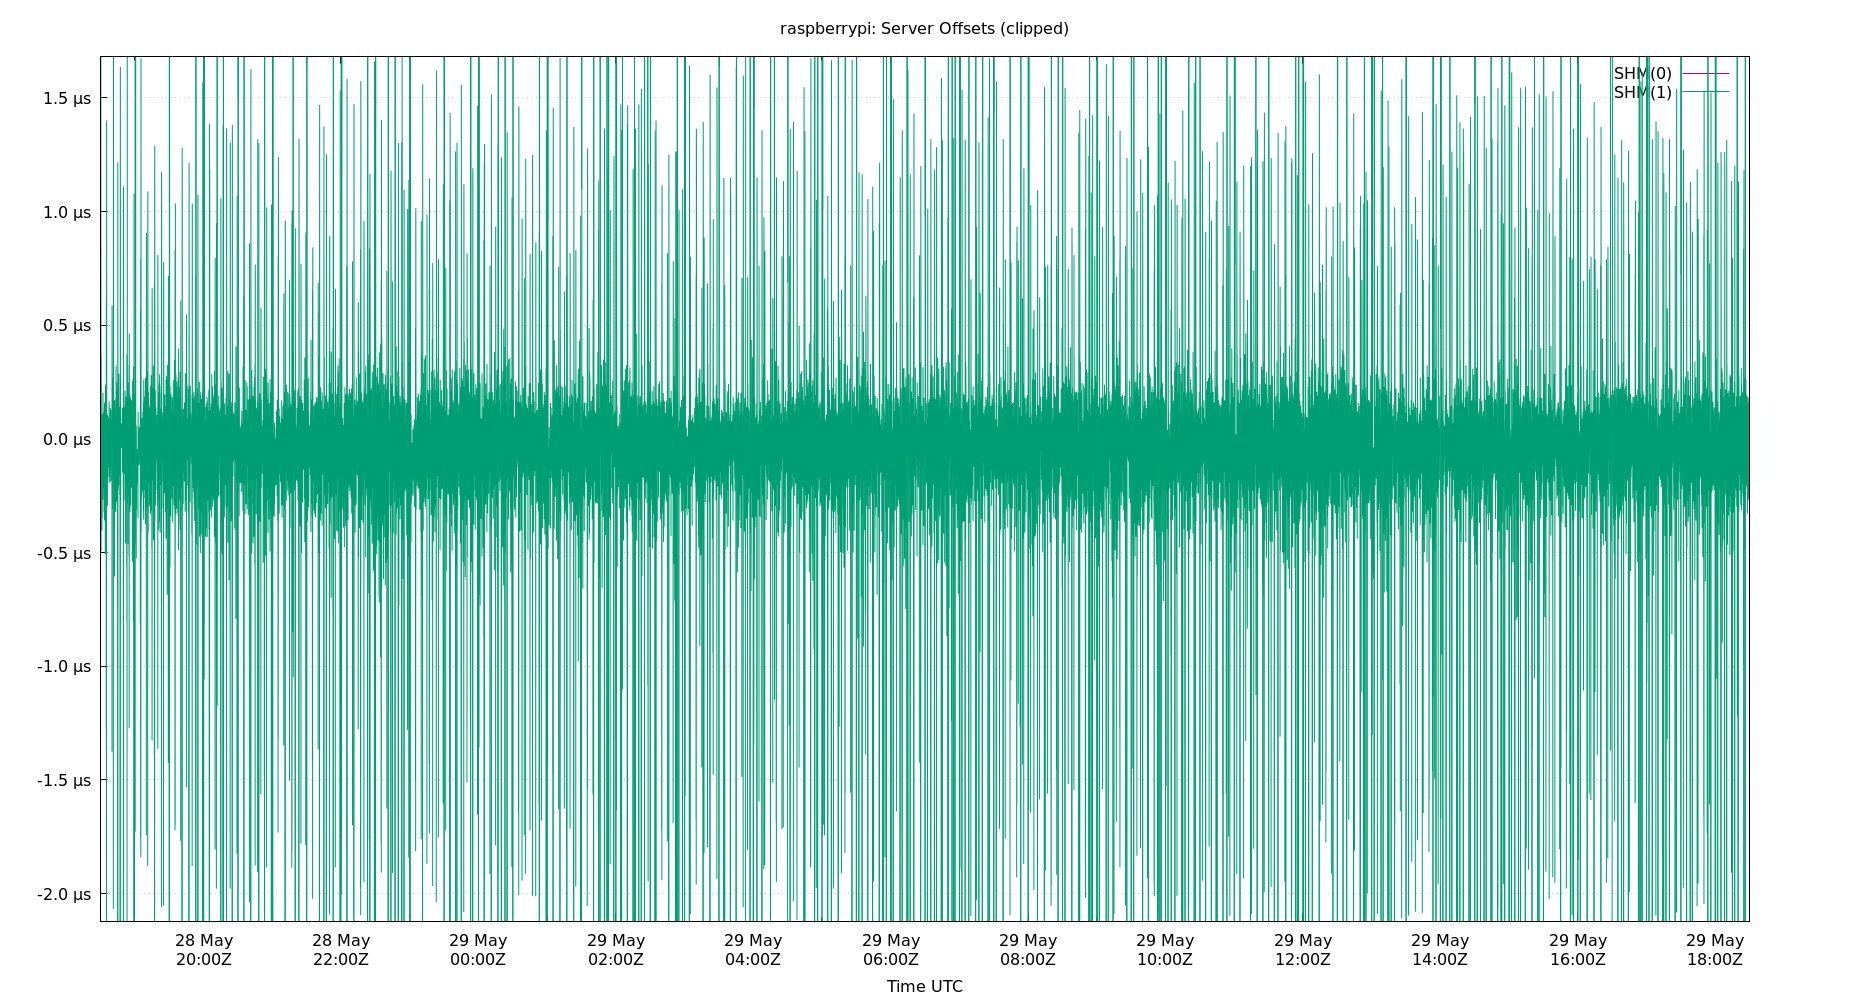 raspberrypi: Server Offsets (clipped)
SHM(0)
SHM(1)
1.5 µs
1.0 µs
0.5 µs
0.0 µs
-0.5 µs
-1.0 µs
-1.5 µs
-2.0 µs
28 May 28 May 29 May 29 May 29 May 29 May 29 May 29 May 29 May 29 May 29 May 29 May
20:00Z 22:00Z 00:00Z 02:00Z 04:00Z 06:00Z 08:00Z 10:00Z 12:00Z 14:00Z 16:00Z 18:00Z
Time UTC